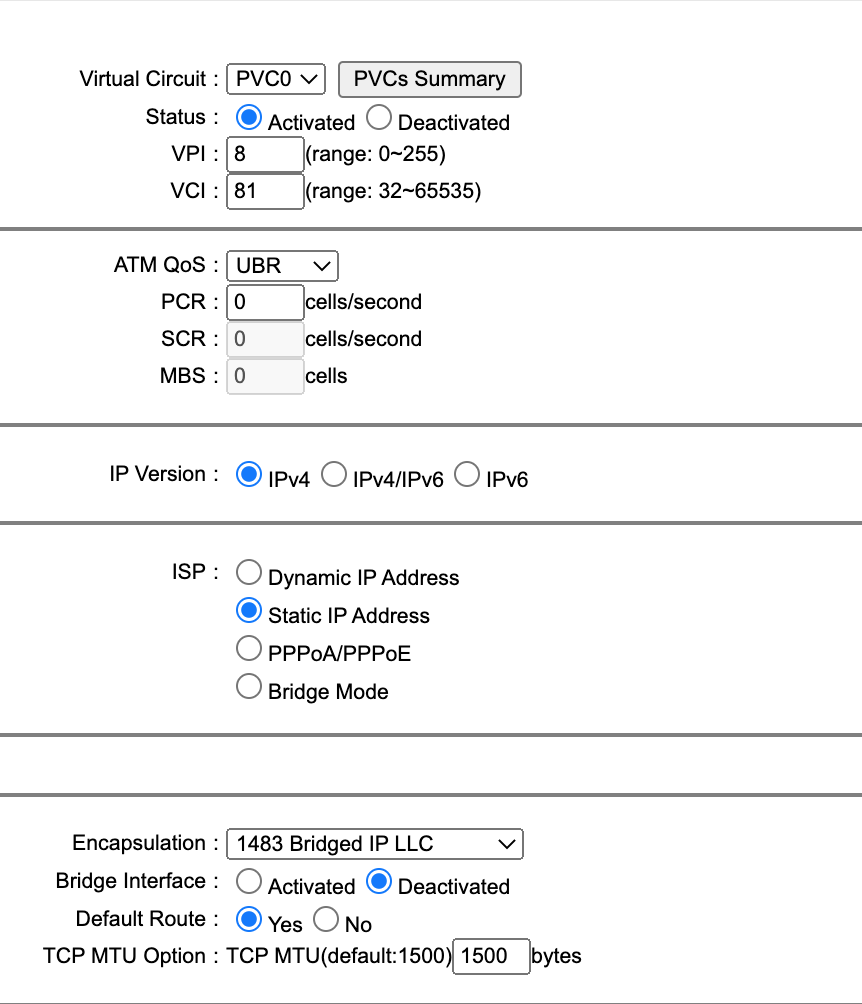 Virtual Circuit : PVC0 PVCs Summary
Status : Activated Deactivated
VPI : 8 (range: 0~255)
VCI : 81 (range: 32~65535)
ATM QoS : UBR
PCR : 0 cells/second
SCR : 0 cells/second
MBS : 0 cells
IP Version : IPv4 IPv4/IPv6 IPv6
ISP : Dynamic IP Address
Static IP Address
PPPoA/PPPoE
Bridge Mode
Encapsulation : 1483 Bridged IP LLC
Bridge Interface : Activated Deactivated
Default Route : Yes No
TCP MTU Option : TCP MTU(default:1500) 1500 bytes